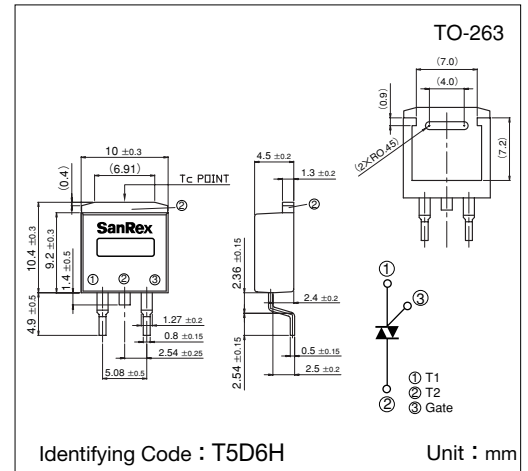 TO-263
(7.0)
(4.0)
(0.9)
(7.2)
(2×R0.45)
10 ±0.3
(6.91)
(0.4)
Tc POINT
②
SanRex
① ② ③
10.4 ±0.3
9.2 ±0.3
1.4 ±0.5
4.9 ±0.5
1.27 ±0.2
0.8 ±0.15
2.54 ±0.25
5.08 ±0.5
4.5 ±0.2
1.3 ±0.2
②
2.36 ±0.15
2.4 ±0.2
2.54 ±0.15
0.5 ±0.15
2.5 ±0.2
①
③
②
① T1
② T2
③ Gate
Identifying Code：T5D6H
Unit：mm